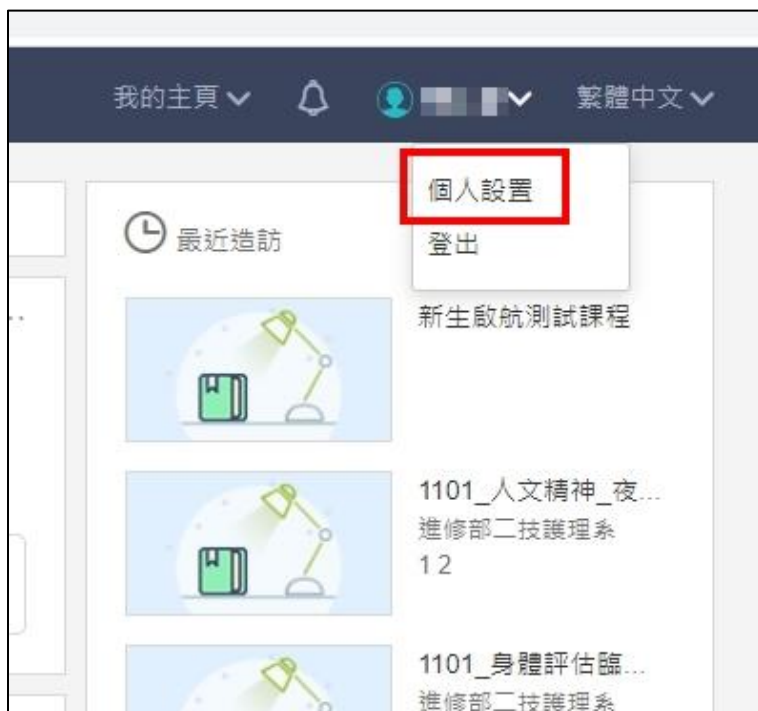 我的主頁
繁體中文
個人設置
登出
最近造訪
新生啟航測試課程
1101_人文精神_夜...
進修部二技護理系
1 2
1101_身體評估臨...
進修部二技護理系